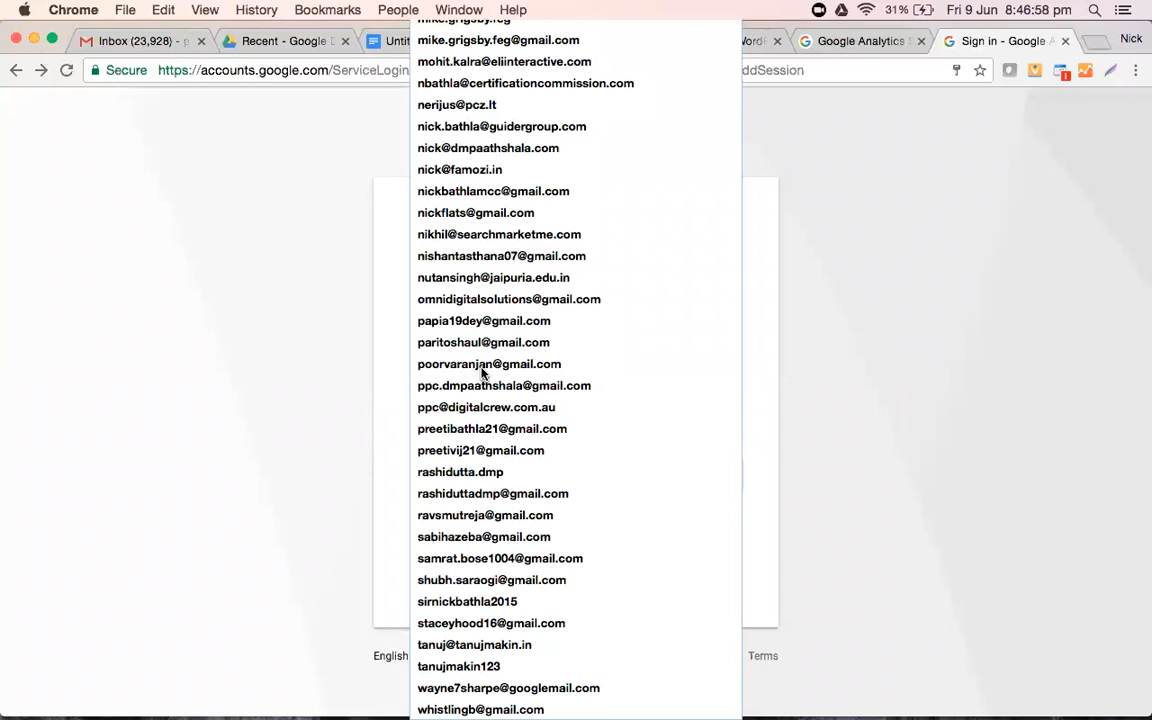 Chrome File Edit View History Bookmarks People Window Help 31% Fri 9 Jun 8:46:58 pm
Inbox (23,928) - Recent - Google Google Analytics Sign in - Google Nick
Secure https://accounts.google.com/ServiceLogin ddSession
mike.grigsby.feg
mike.grigsby.feg@gmail.com
mohit.kalra@eliinteractive.com
nbathla@certificationcommission.com
nerijus@pcz.lt
nick.bathla@guidergroup.com
nick@dmpaathshala.com
nick@famozi.in
nickbathlamcc@gmail.com
nickflats@gmail.com
nikhil@searchmarketme.com
nishantasthana07@gmail.com
nutansingh@jaipuria.edu.in
omnidigitalsolutions@gmail.com
papia19dey@gmail.com
paritoshaul@gmail.com
poorvaranjan@gmail.com
ppc.dmpaathshala@gmail.com
ppc@digitalcrew.com.au
preetibathla21@gmail.com
preetivij21@gmail.com
rashidutta.dmp
rashiduttadmp@gmail.com
ravsmutreja@gmail.com
sabihazeba@gmail.com
samrat.bose1004@gmail.com
shubh.saraogi@gmail.com
sirnickbathla2015
staceyhood16@gmail.com
tanuj@tanujmakin.in
English Terms
tanujmakin123
wayne7sharpe@googlemail.com
whistlingb@gmail.com